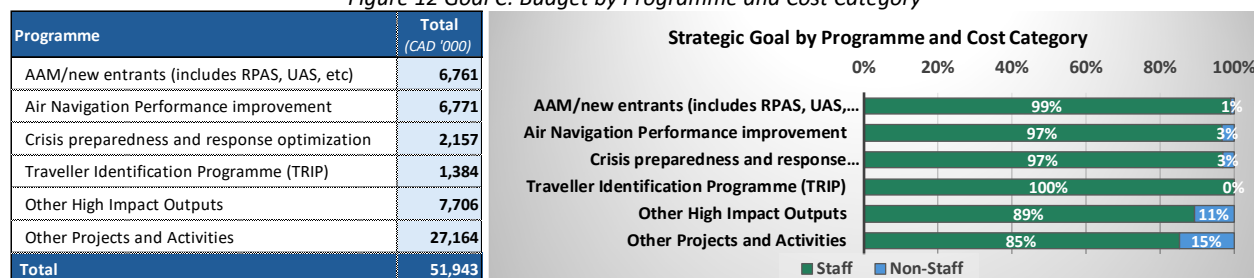 Figure 12 Goal C: Budget by Programme and Cost Category
Programme Total
(CAD '000)
AAM/new entrants (includes RPAS, UAS, etc) 6,761
Air Navigation Performance improvement 6,771
Crisis preparedness and response optimization 2,157
Traveller Identification Programme (TRIP) 1,384
Other High Impact Outputs 7,706
Other Projects and Activities 27,164
Total 51,943
Strategic Goal by Programme and Cost Category
0% 20% 40% 60% 80% 100%
AAM/new entrants (includes RPAS, UAS,... 99% 1%
Air Navigation Performance improvement 97% 3%
Crisis preparedness and response... 97% 3%
Traveller Identification Programme (TRIP) 100% 0%
Other High Impact Outputs 89% 11%
Other Projects and Activities 85% 15%
Staff Non-Staff